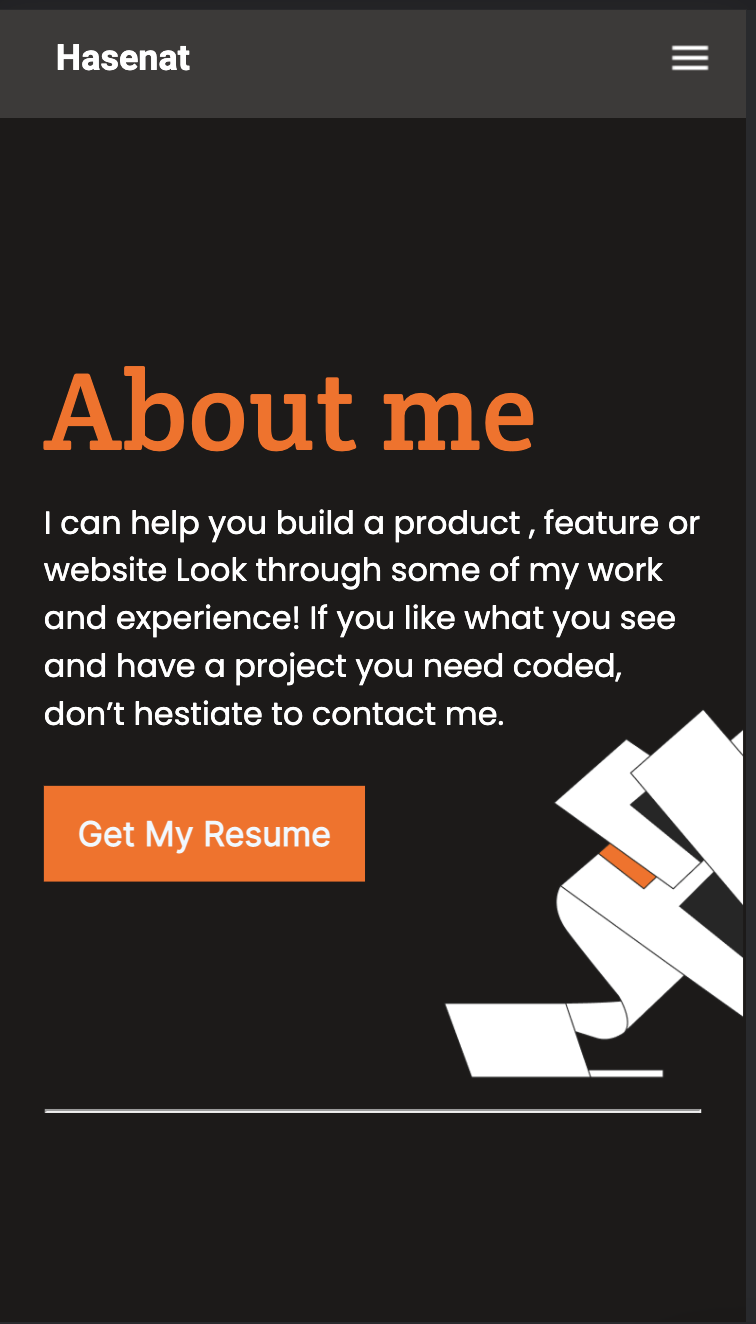 Hasenat
About me
I can help you build a product , feature or
website Look through some of my work
and experience! If you like what you see
and have a project you need coded,
don’t hestiate to contact me.
Get My Resume